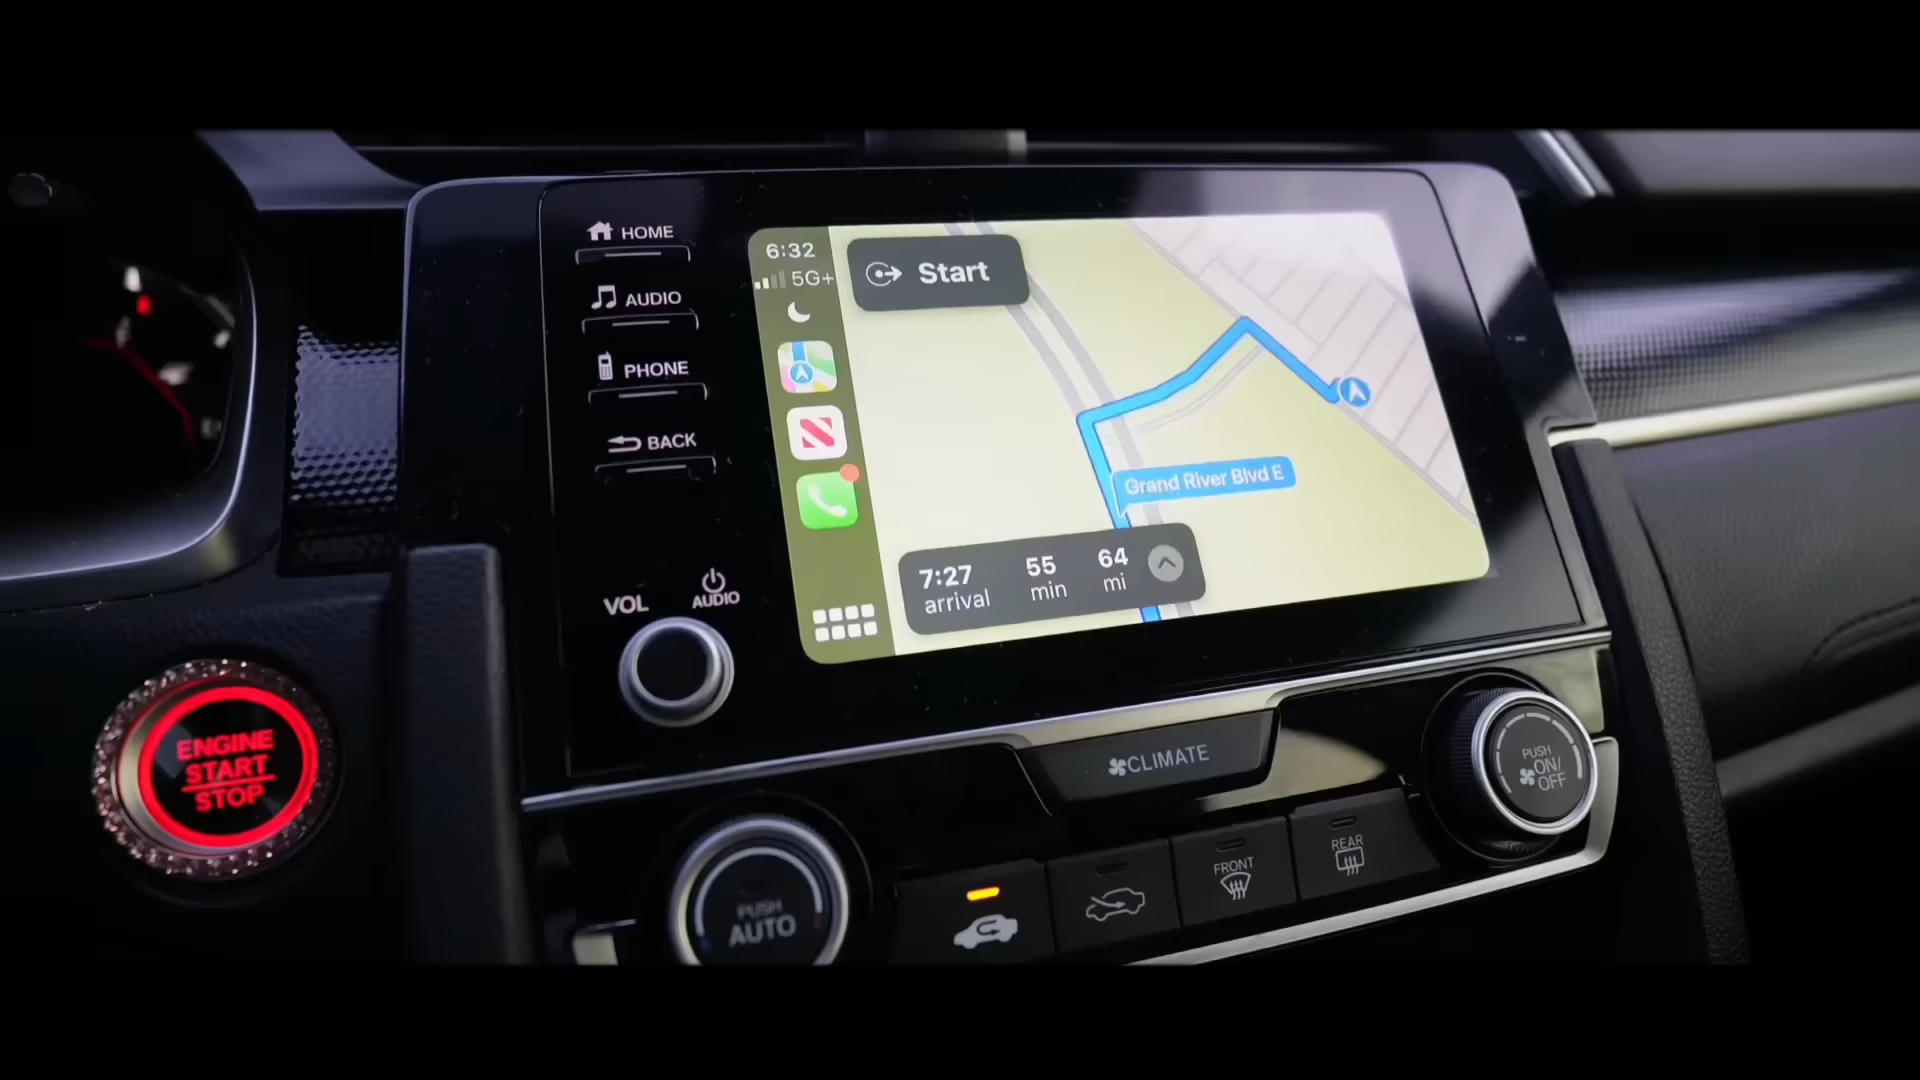 HOME
AUDIO
PHONE
BACK
VOL
AUDIO
6:32
5G+
Start
Grand River Blvd E
7:27 55 64
arrival min mi
ENGINE
START
STOP
CLIMATE
PUSH
AUTO
FRONT
REAR
PUSH
ON/
OFF